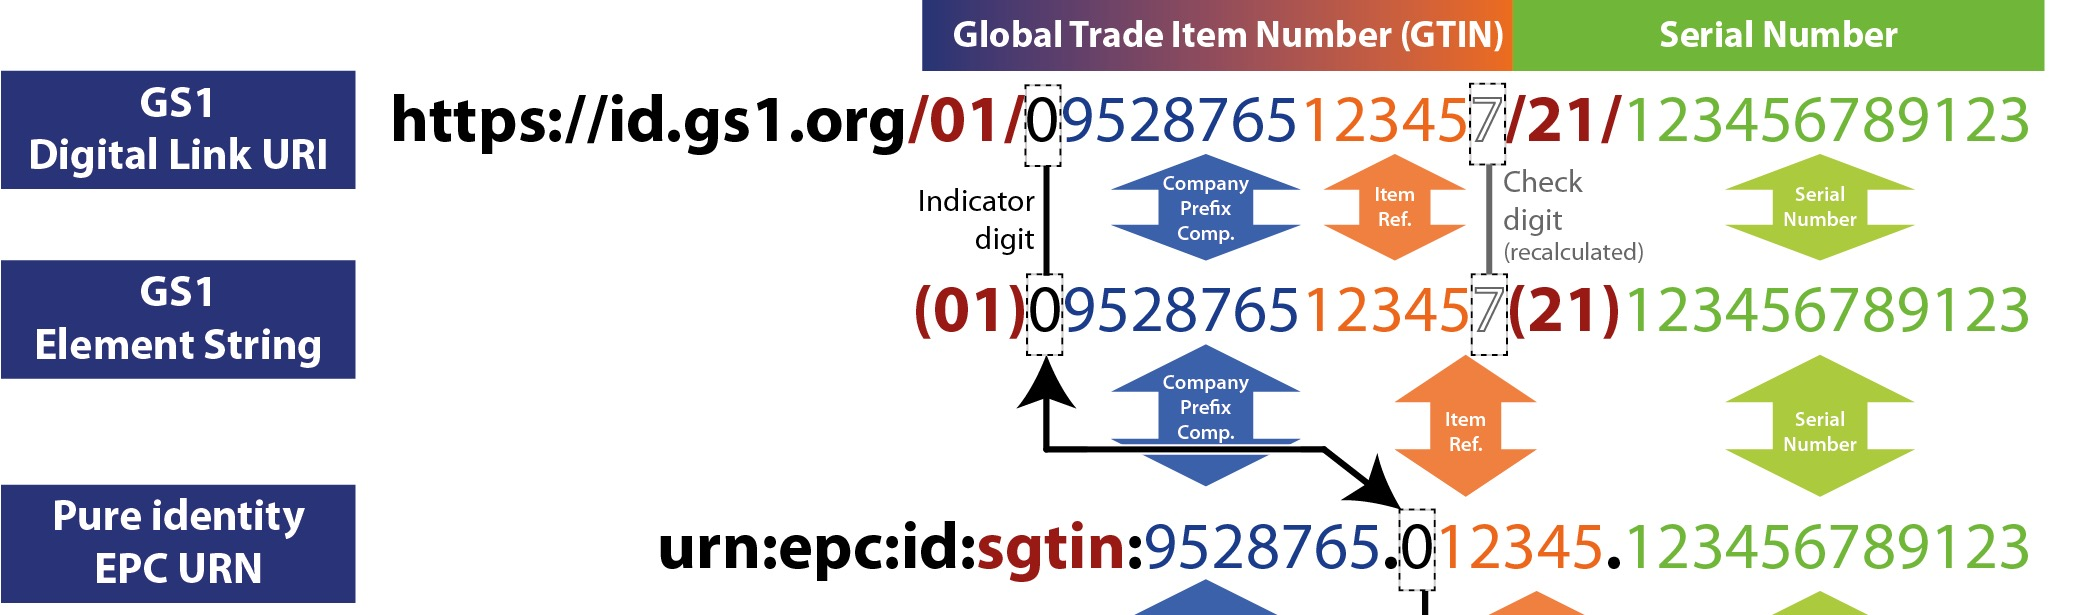 Global Trade Item Number (GTIN) Serial Number
GS1
Digital Link URI
https://id.gs1.org/01/09528765123457/21/123456789123
Indicator
digit
Company
Prefix
Comp.
Item
Ref.
Check
digit
(recalculated)
Serial
Number
GS1
Element String
(01)09528765123457(21)123456789123
Company
Prefix
Comp.
Item
Ref.
Serial
Number
Pure identity
EPC URN
urn:epc:id:sgtin:9528765.012345.123456789123